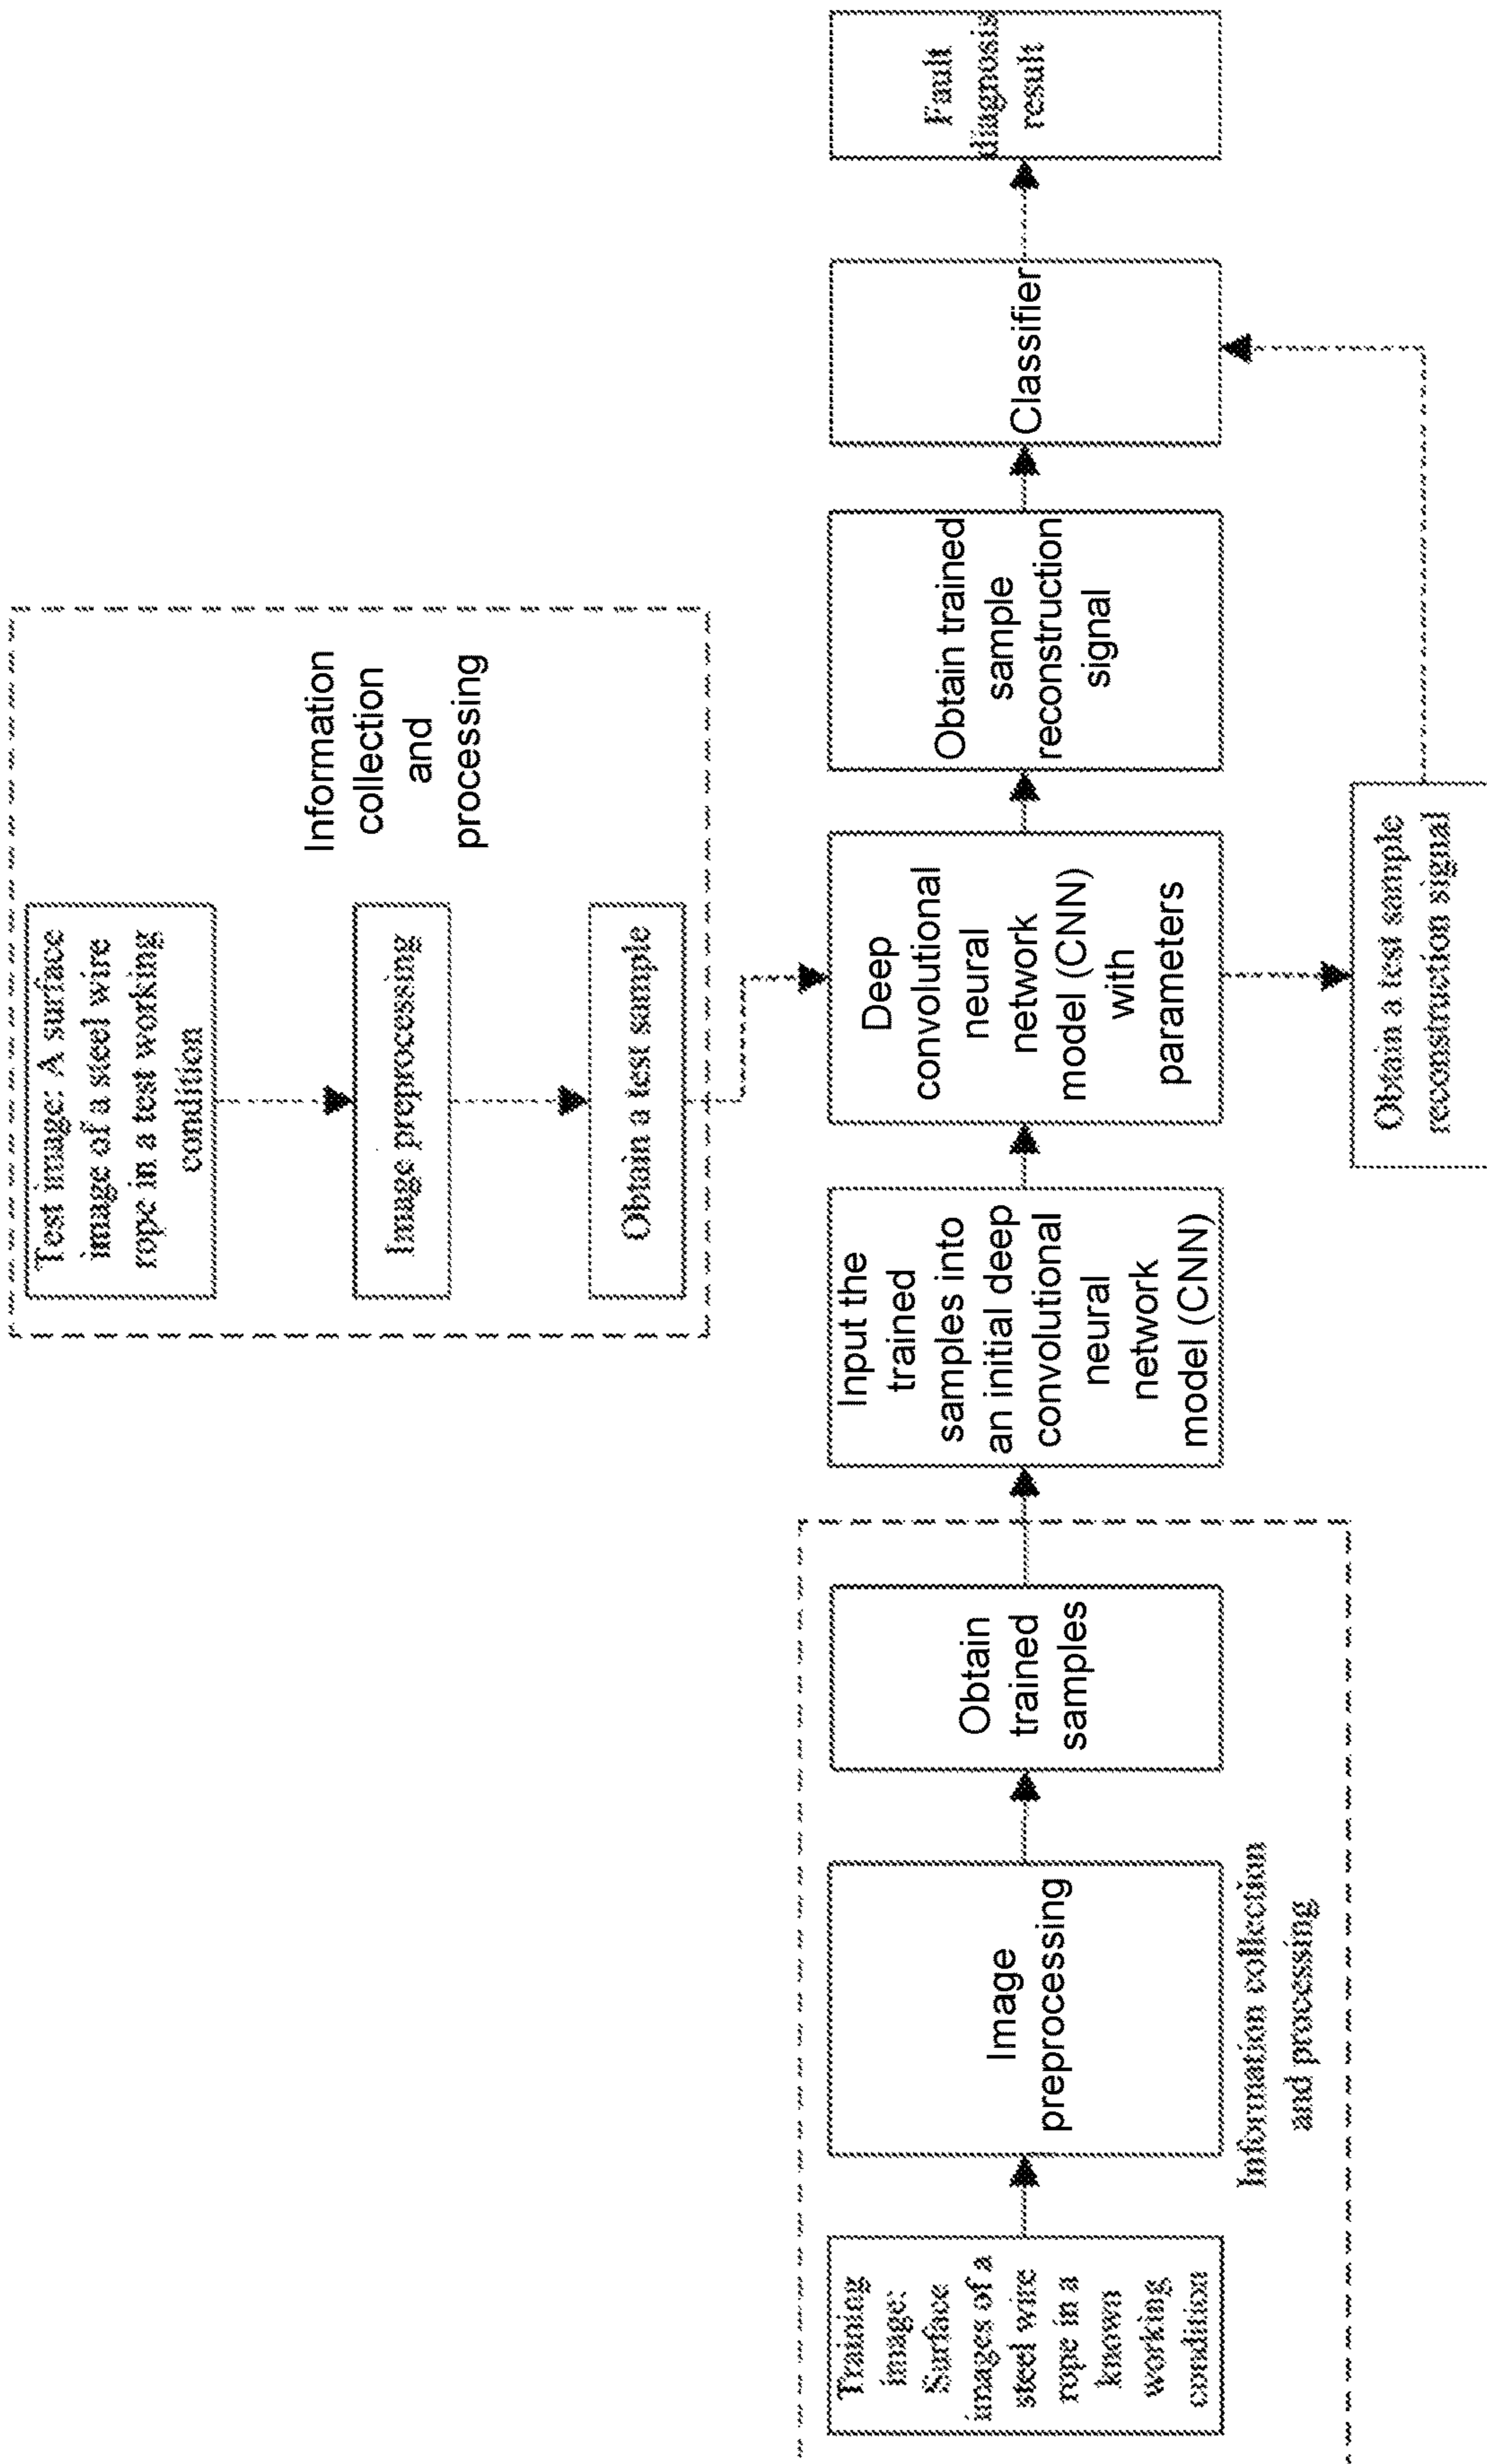 Test image: A surface
image of a steel wire
rope in a test working
condition
Image preprocessing
Obtain a test sample
Information
collection
and
processing
Training
image:
Surface
images of a
steel wire
rope in a
known
working
condition
Image
preprocessing
Obtain
trained
samples
Information collection
and processing
Input the
trained
samples into
an initial deep
convolutional
neural
network
model (CNN)
Deep
convolutional
neural
network
model (CNN)
with
parameters
Obtain trained
sample
reconstruction
signal
Classifier
Fault
diagnosis
result
Obtain a test sample
reconstruction signal